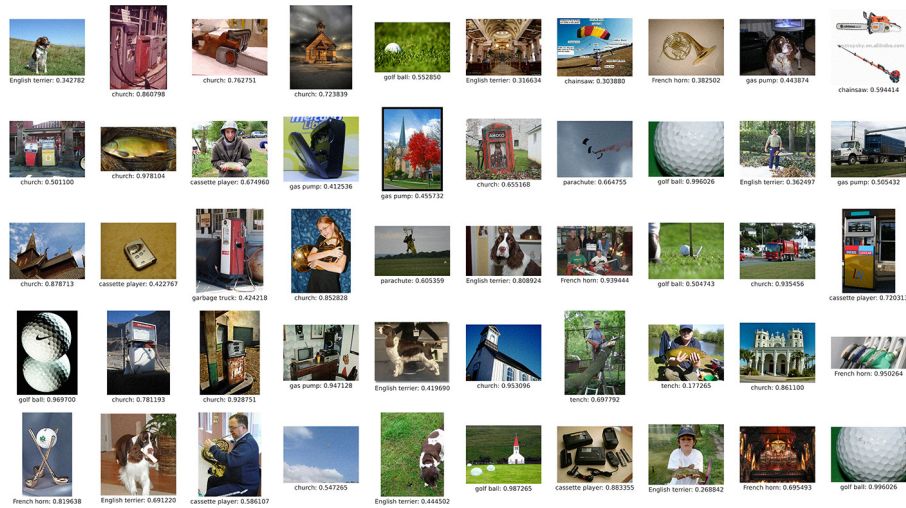 English terrier: 0.342782
church: 0.860798
church: 0.762751
church: 0.723839
golf ball: 0.552850
English terrier: 0.316634
chainsaw: 0.303880
French horn: 0.382502
gas pump: 0.443874
chainsaw: 0.594414
church: 0.501100
church: 0.978104
cassette player: 0.674960
gas pump: 0.412536
gas pump: 0.455732
AMOCO
church: 0.655168
parachute: 0.664755
golf ball: 0.996026
English terrier: 0.362497
gas pump: 0.505432
church: 0.878713
cassette player: 0.422767
garbage truck: 0.424218
church: 0.852828
parachute: 0.605359
English terrier: 0.808924
French horn: 0.939444
golf ball: 0.504743
church: 0.935456
cassette player: 0.72031
golf ball: 0.969700
church: 0.781193
church: 0.928751
gas pump: 0.947128
English terrier: 0.419690
church: 0.953096
tench: 0.697792
tench: 0.177265
church: 0.861100
French horn: 0.950264
French horn: 0.819638
English terrier: 0.691220
cassette player: 0.586107
church: 0.547265
English terrier: 0.444502
golf ball: 0.987265
cassette player: 0.883355
English terrier: 0.268842
French horn: 0.695493
golf ball: 0.996026